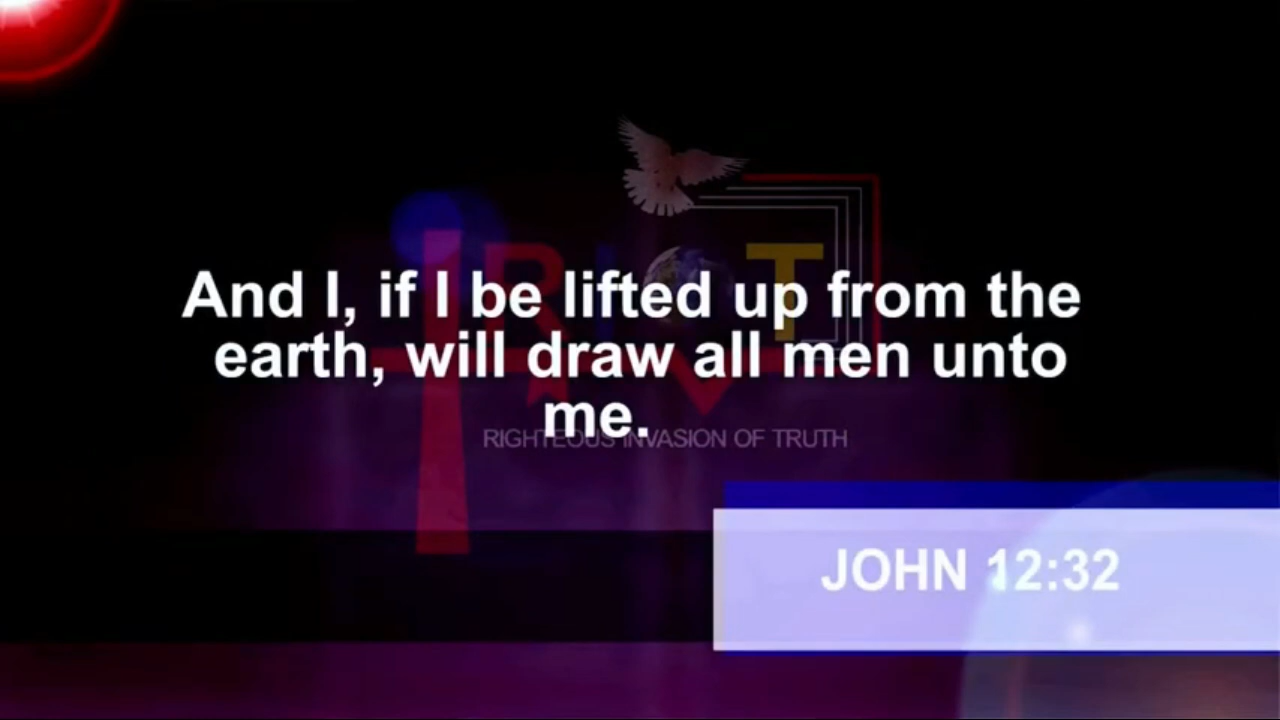 RIOT
And I, if I be lifted up from the
earth, will draw all men unto
me.
RIGHTEOUS INVASION OF TRUTH
JOHN 12:32